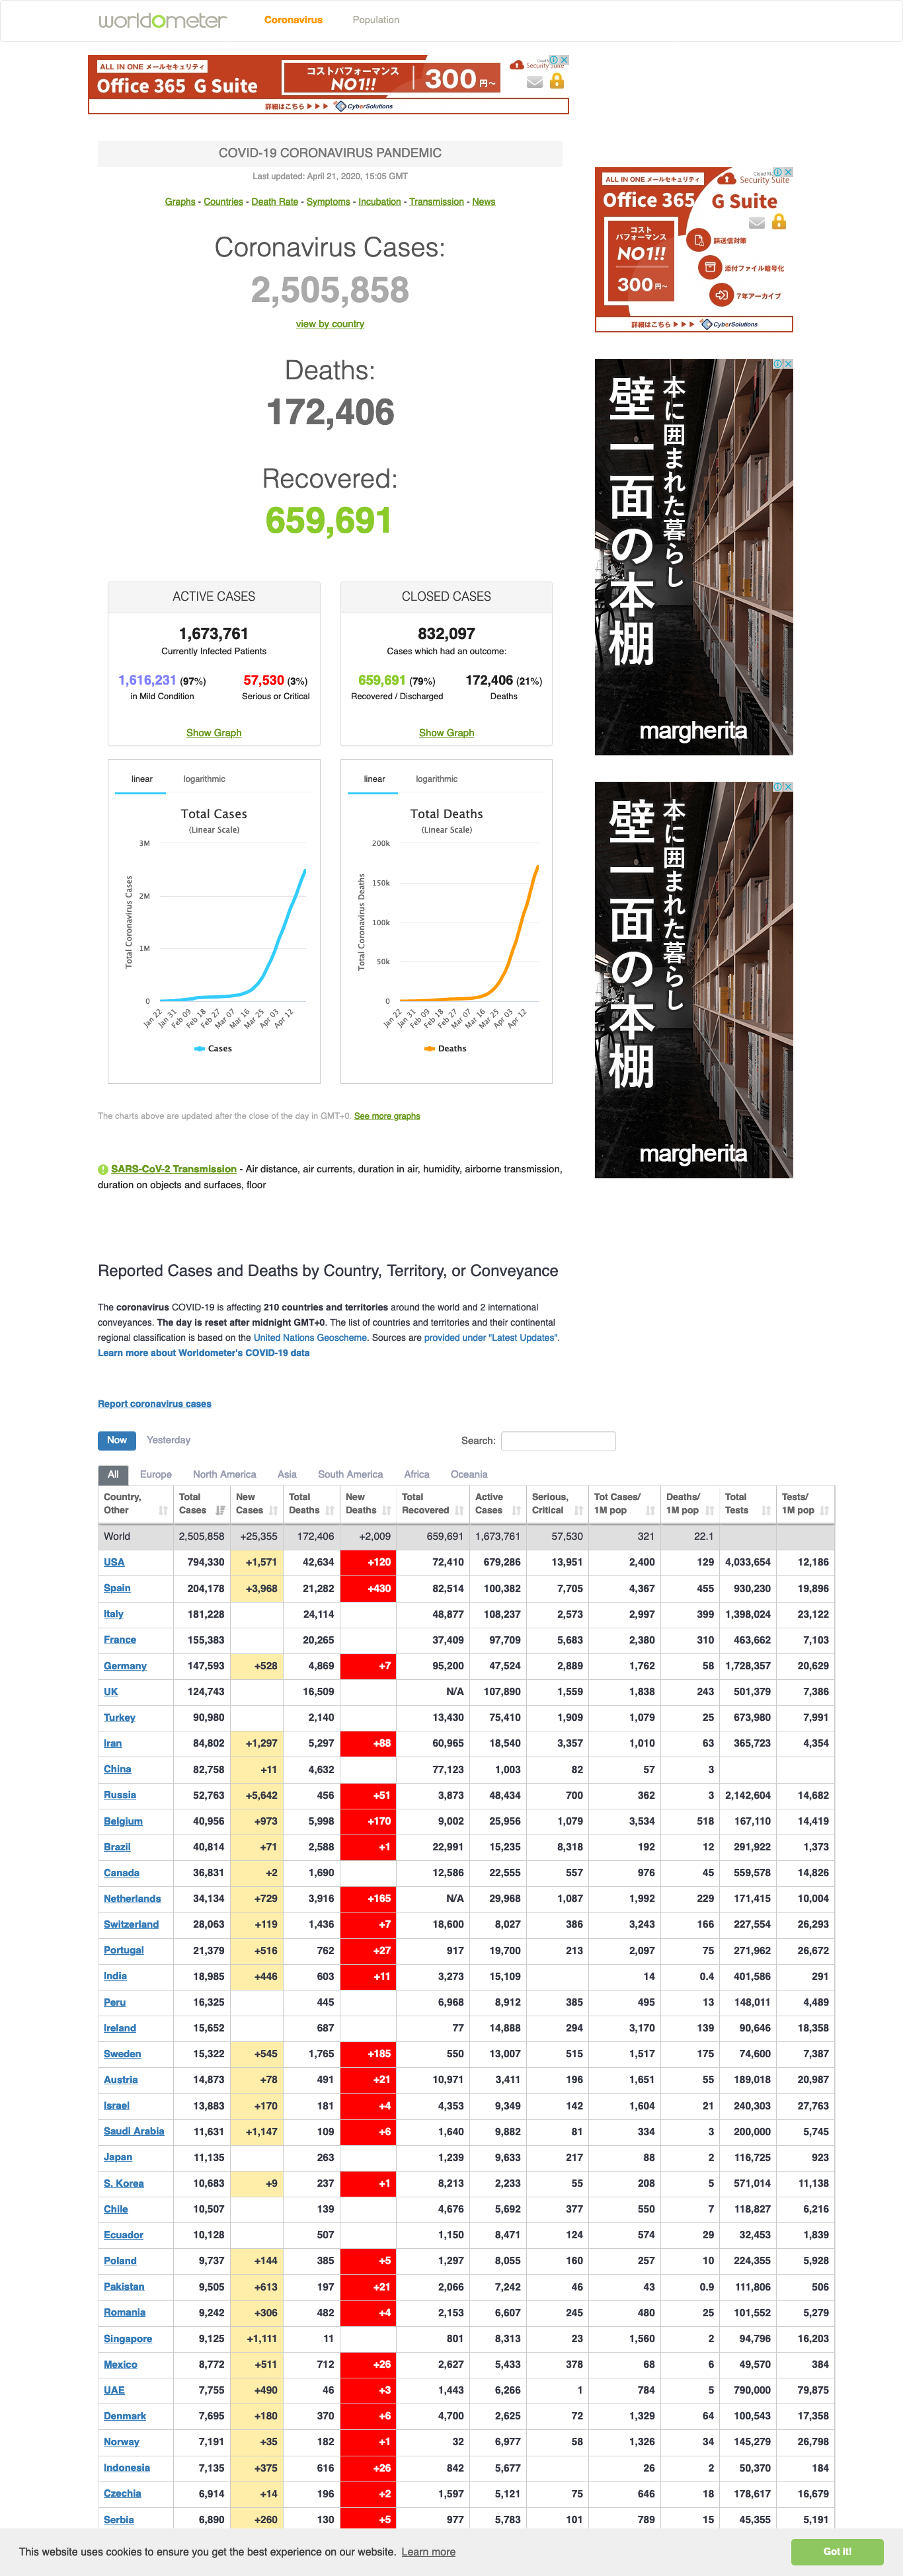 worldometer Coronavirus Population
ALL IN ONE メールセキュリティ
Office 365 G Suite
コストパフォーマンス
NO1!!
300円~
Security Suite
詳細はこちら ▶ ▶ ▶ CyberSolutions
COVID-19 CORONAVIRUS PANDEMIC
Last updated: April 21, 2020, 15:05 GMT
Graphs - Countries - Death Rate - Symptoms - Incubation - Transmission - News
Coronavirus Cases:
2,505,858
view by country
Deaths:
172,406
Recovered:
659,691
ALL IN ONE メールセキュリティ
Security Suite
Office 365 G Suite
コスト
パフォーマンス
NO1!!
300円~
誤送信対策
添付ファイル暗号化
7年アーカイブ
詳細はこちら ▶ ▶ ▶ CyberSolutions
本に囲まれた暮らし
壁一面の本棚
margherita
本に囲まれた暮らし
壁一面の本棚
margherita
ACTIVE CASES
1,673,761
Currently Infected Patients
1,616,231 (97%) 57,530 (3%)
in Mild Condition Serious or Critical
Show Graph
CLOSED CASES
832,097
Cases which had an outcome:
659,691 (79%) 172,406 (21%)
Recovered / Discharged Deaths
Show Graph
linear logarithmic
Total Cases
(Linear Scale)
Total Coronavirus Cases
3M
2M
1M
0
Jan 22 Jan 31 Feb 09 Feb 18 Feb 27 Mar 07 Mar 16 Mar 25 Apr 03 Apr 12
Cases
linear logarithmic
Total Deaths
(Linear Scale)
Total Coronavirus Deaths
200k
150k
100k
50k
0
Jan 22 Jan 31 Feb 09 Feb 18 Feb 27 Mar 07 Mar 16 Mar 25 Apr 03 Apr 12
Deaths
The charts above are updated after the close of the day in GMT+0. See more graphs
SARS-CoV-2 Transmission - Air distance, air currents, duration in air, humidity, airborne transmission,
duration on objects and surfaces, floor
Reported Cases and Deaths by Country, Territory, or Conveyance
The coronavirus COVID-19 is affecting 210 countries and territories around the world and 2 international
conveyances. The day is reset after midnight GMT+0. The list of countries and territories and their continental
regional classification is based on the United Nations Geoscheme. Sources are provided under "Latest Updates".
Learn more about Worldometer's COVID-19 data
Report coronavirus cases
Now Yesterday Search:
All Europe North America Asia South America Africa Oceania
Country, Total New Total New Total Active Serious, Tot Cases/ Deaths/ Total Tests/
Other Cases Cases Deaths Deaths Recovered Cases Critical 1M pop 1M pop Tests 1M pop
World 2,505,858 +25,355 172,406 +2,009 659,691 1,673,761 57,530 321 22.1
USA 794,330 +1,571 42,634 +120 72,410 679,286 13,951 2,400 129 4,033,654 12,186
Spain 204,178 +3,968 21,282 +430 82,514 100,382 7,705 4,367 455 930,230 19,896
Italy 181,228 24,114 48,877 108,237 2,573 2,997 399 1,398,024 23,122
France 155,383 20,265 37,409 97,709 5,683 2,380 310 463,662 7,103
Germany 147,593 +528 4,869 +7 95,200 47,524 2,889 1,762 58 1,728,357 20,629
UK 124,743 16,509 N/A 107,890 1,559 1,838 243 501,379 7,386
Turkey 90,980 2,140 13,430 75,410 1,909 1,079 25 673,980 7,991
Iran 84,802 +1,297 5,297 +88 60,965 18,540 3,357 1,010 63 365,723 4,354
China 82,758 +11 4,632 77,123 1,003 82 57 3
Russia 52,763 +5,642 456 +51 3,873 48,434 700 362 3 2,142,604 14,682
Belgium 40,956 +973 5,998 +170 9,002 25,956 1,079 3,534 518 167,110 14,419
Brazil 40,814 +71 2,588 +1 22,991 15,235 8,318 192 12 291,922 1,373
Canada 36,831 +2 1,690 12,586 22,555 557 976 45 559,578 14,826
Netherlands 34,134 +729 3,916 +165 N/A 29,968 1,087 1,992 229 171,415 10,004
Switzerland 28,063 +119 1,436 +7 18,600 8,027 386 3,243 166 227,554 26,293
Portugal 21,379 +516 762 +27 917 19,700 213 2,097 75 271,962 26,672
India 18,985 +446 603 +11 3,273 15,109 14 0.4 401,586 291
Peru 16,325 445 6,968 8,912 385 495 13 148,011 4,489
Ireland 15,652 687 77 14,888 294 3,170 139 90,646 18,358
Sweden 15,322 +545 1,765 +185 550 13,007 515 1,517 175 74,600 7,387
Austria 14,873 +78 491 +21 10,971 3,411 196 1,651 55 189,018 20,987
Israel 13,883 +170 181 +4 4,353 9,349 142 1,604 21 240,303 27,763
Saudi Arabia 11,631 +1,147 109 +6 1,640 9,882 81 334 3 200,000 5,745
Japan 11,135 263 1,239 9,633 217 88 2 116,725 923
S. Korea 10,683 +9 237 +1 8,213 2,233 55 208 5 571,014 11,138
Chile 10,507 139 4,676 5,692 377 550 7 118,827 6,216
Ecuador 10,128 507 1,150 8,471 124 574 29 32,453 1,839
Poland 9,737 +144 385 +5 1,297 8,055 160 257 10 224,355 5,928
Pakistan 9,505 +613 197 +21 2,066 7,242 46 43 0.9 111,806 506
Romania 9,242 +306 482 +4 2,153 6,607 245 480 25 101,552 5,279
Singapore 9,125 +1,111 11 801 8,313 23 1,560 2 94,796 16,203
Mexico 8,772 +511 712 +26 2,627 5,433 378 68 6 49,570 384
UAE 7,755 +490 46 +3 1,443 6,266 1 784 5 790,000 79,875
Denmark 7,695 +180 370 +6 4,700 2,625 72 1,329 64 100,543 17,358
Norway 7,191 +35 182 +1 32 6,977 58 1,326 34 145,279 26,798
Indonesia 7,135 +375 616 +26 842 5,677 26 2 50,370 184
Czechia 6,914 +14 196 +2 1,597 5,121 75 646 18 178,617 16,679
Serbia 6,890 +260 130 +5 977 5,783 101 789 15 45,355 5,191
This website uses cookies to ensure you get the best experience on our website. Learn more Got it!